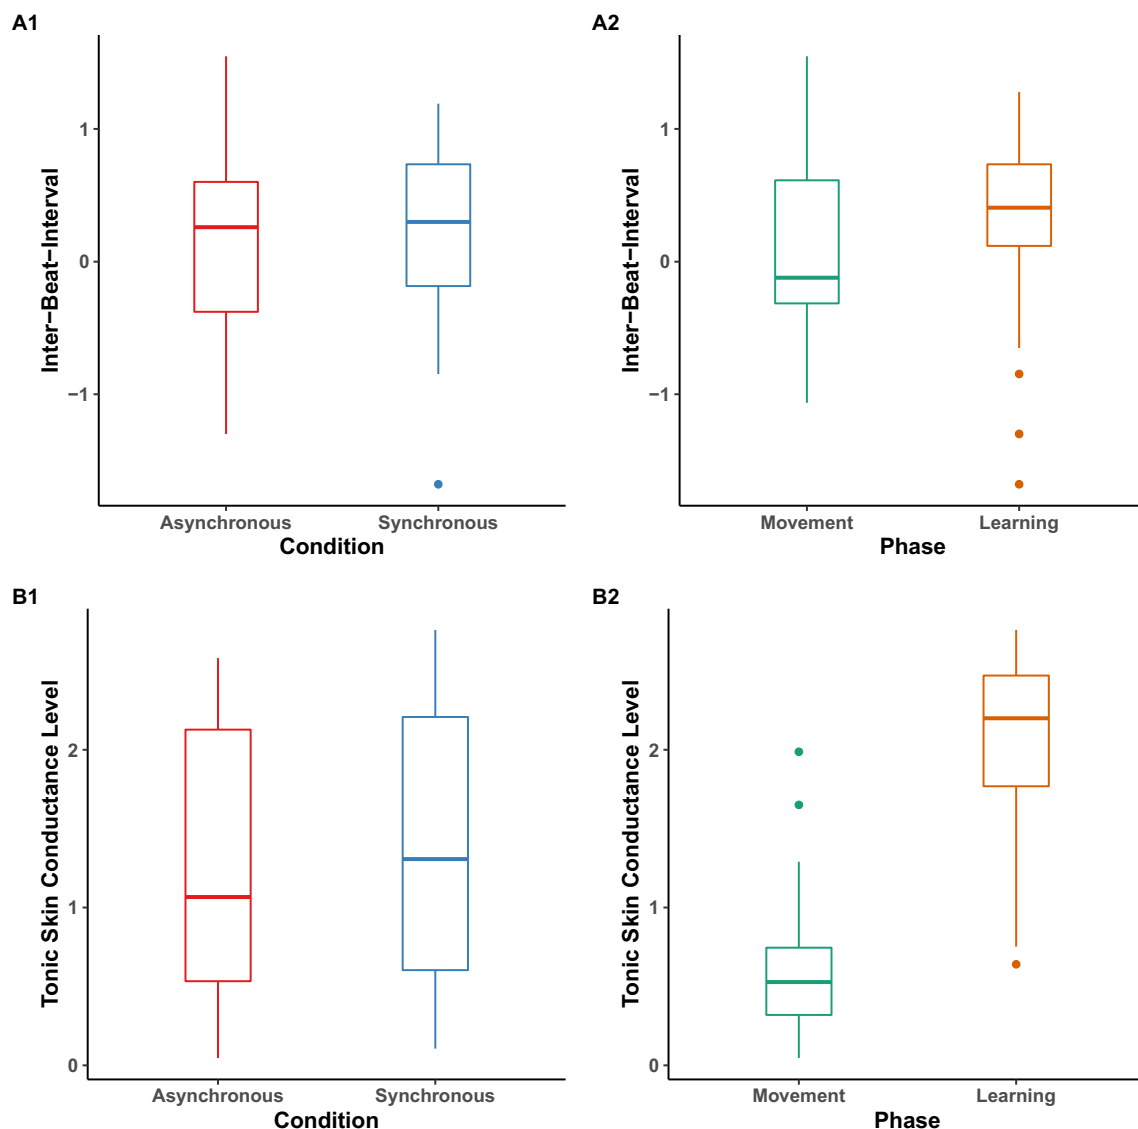 A1
Inter−Beat−Interval
1
0
−1
Asynchronous Synchronous
Condition
A2
Inter−Beat−Interval
1
0
−1
Movement Learning
Phase
B1
Tonic Skin Conductance Level
2
1
0
Asynchronous Synchronous
Condition
B2
Tonic Skin Conductance Level
2
1
0
Movement Learning
Phase